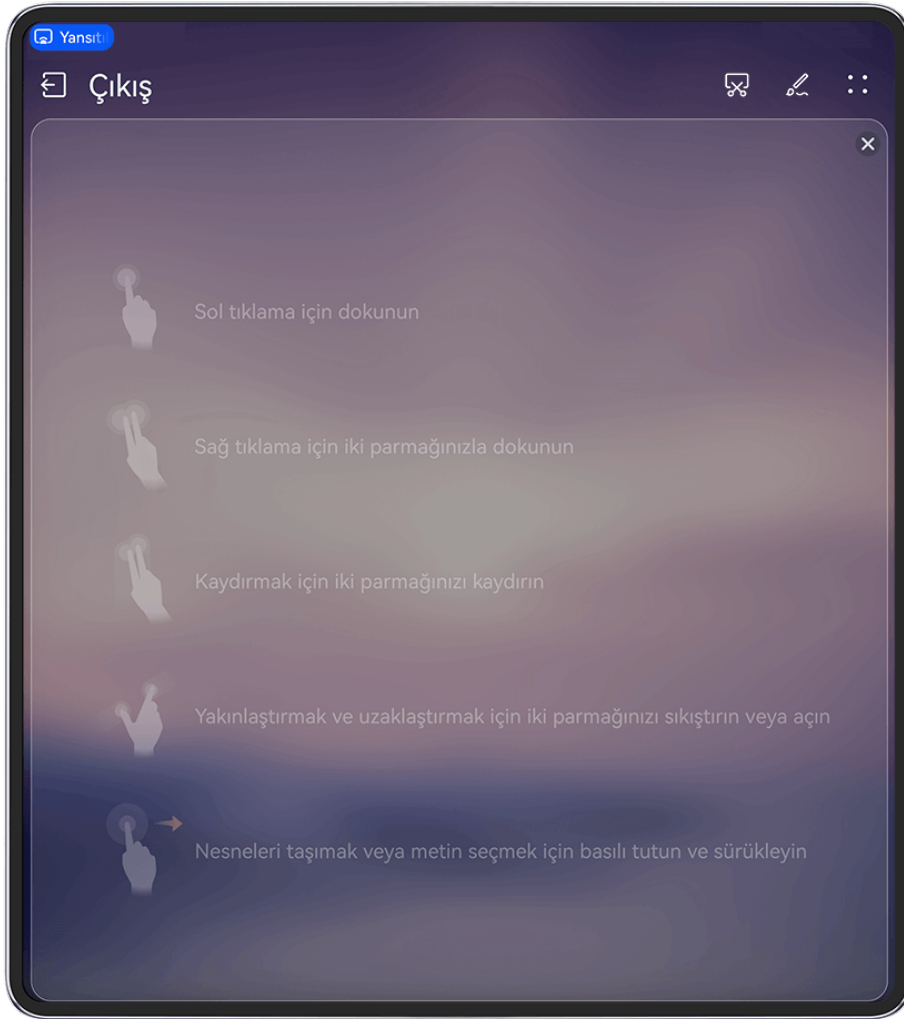 Yansıtı
Çıkış
Sol tıklama için dokunun
Sağ tıklama için iki parmağınızla dokunun
Kaydırmak için iki parmağınızı kaydırın
Yakınlaştırmak ve uzaklaştırmak için iki parmağınızı sıkıştırın veya açın
Nesneleri taşımak veya metin seçmek için basılı tutun ve sürükleyin